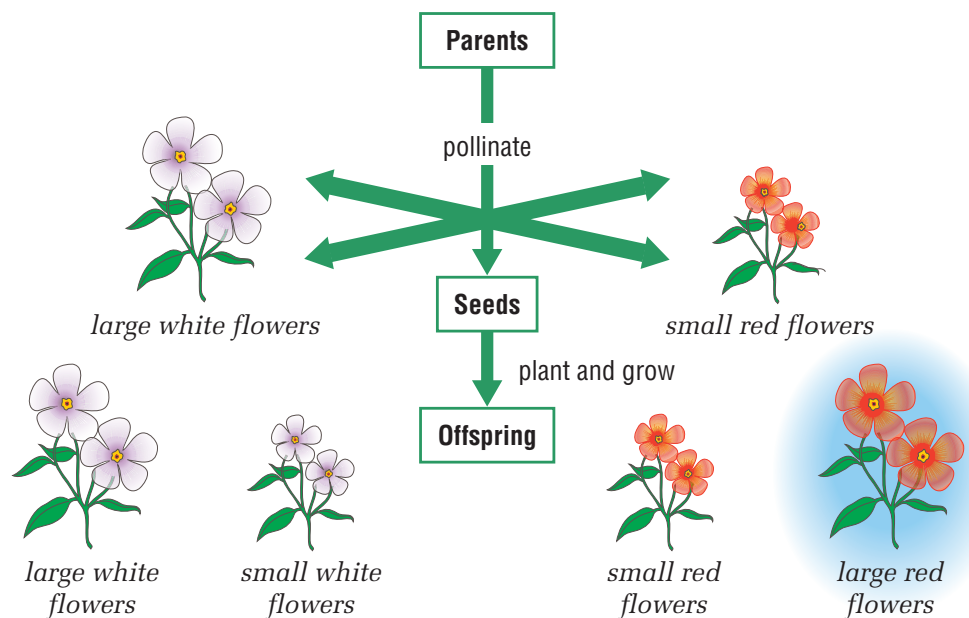 Parents
pollinate
large white flowers
Seeds
small red flowers
plant and grow
Offspring
large white
flowers
small white
flowers
small red
flowers
large red
flowers